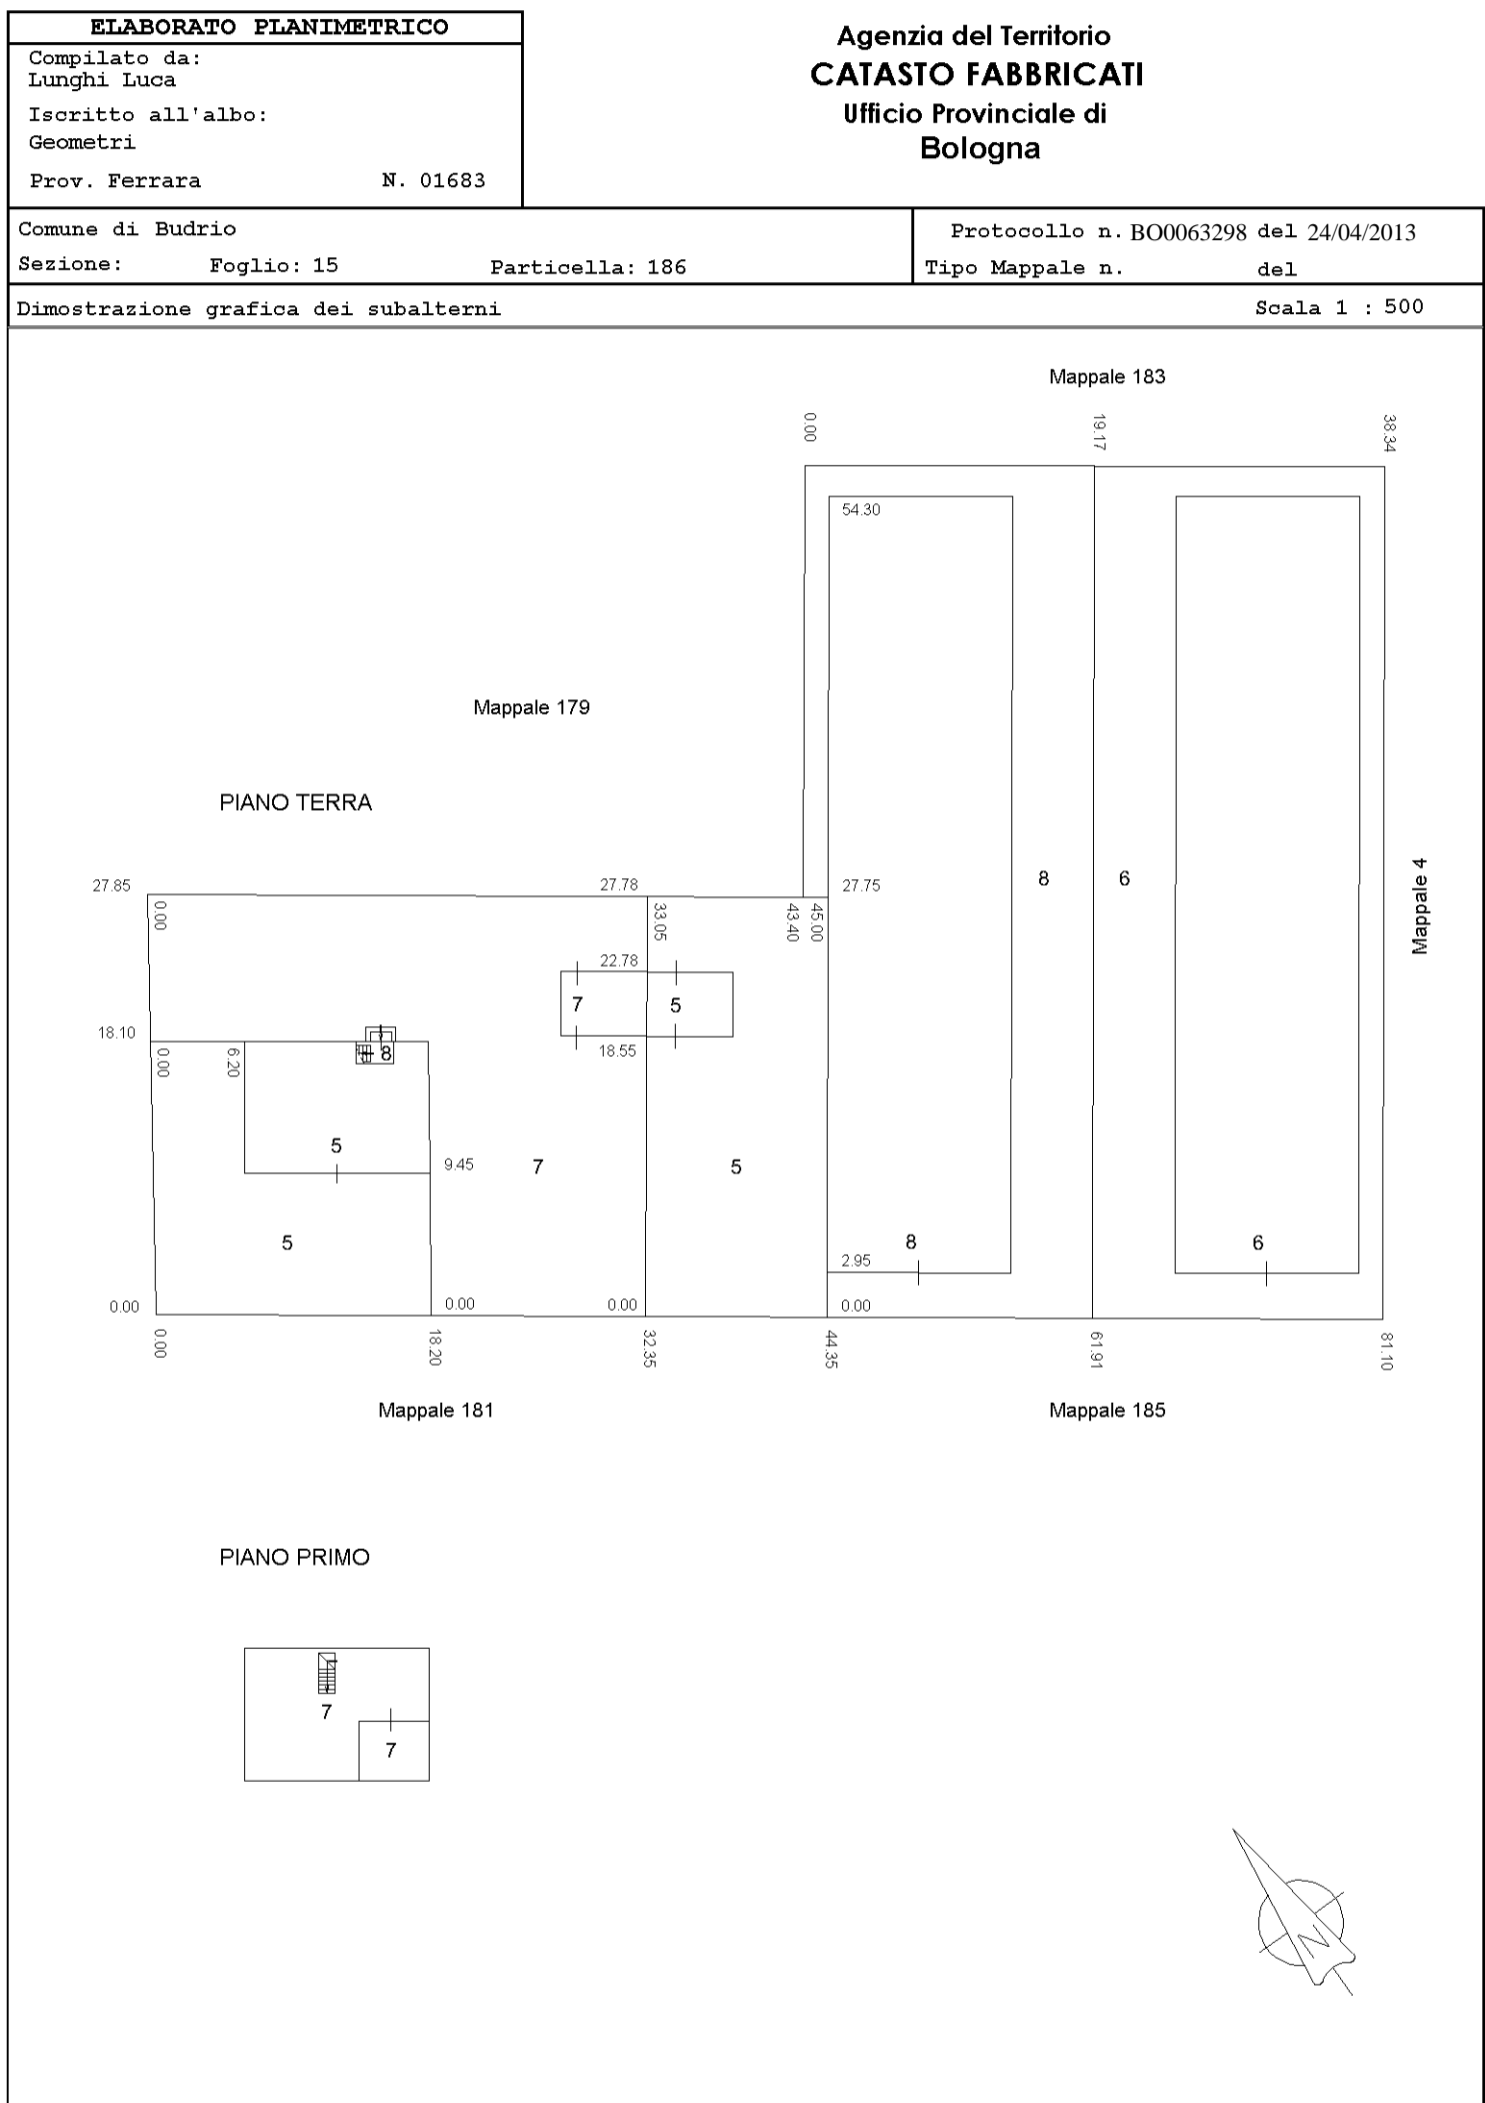 ELABORATO PLANIMETRICO
Compilato da:
Lunghi Luca
Iscritto all'albo:
Geometri
Prov. Ferrara N. 01683
Agenzia del Territorio
CATASTO FABBRICATI
Ufficio Provinciale di
Bologna
Comune di Budrio
Sezione: Foglio: 15 Particella: 186
Protocollo n. BO0063298 del 24/04/2013
Tipo Mappale n. del
Dimostrazione grafica dei subalterni Scala 1 : 500
Mappale 183
0.00 19.17 38.34
54.30
Mappale 179
PIANO TERRA
27.85 27.78 27.75
8 6
Mappale 4
0.00 33.05 43.40 45.00
22.78
7 5
18.10 18.55
0.00 6.20 8
5
9.45 7 5
5 8 6
2.95
0.00 0.00 0.00 0.00
0.00 18.20 32.35 44.35 61.91 81.10
Mappale 181 Mappale 185
PIANO PRIMO
7
7
N